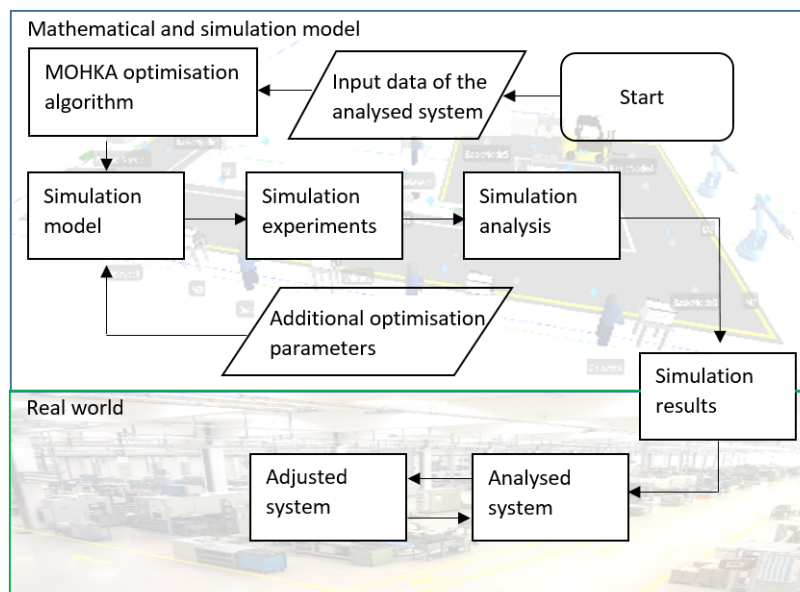 Mathematical and simulation model
MOHKA optimisation
algorithm
Input data of the
analysed system
Start
Simulation
model
Simulation
experiments
Simulation
analysis
Additional optimisation
parameters
Simulation
results
Real world
Adjusted
system
Analysed
system